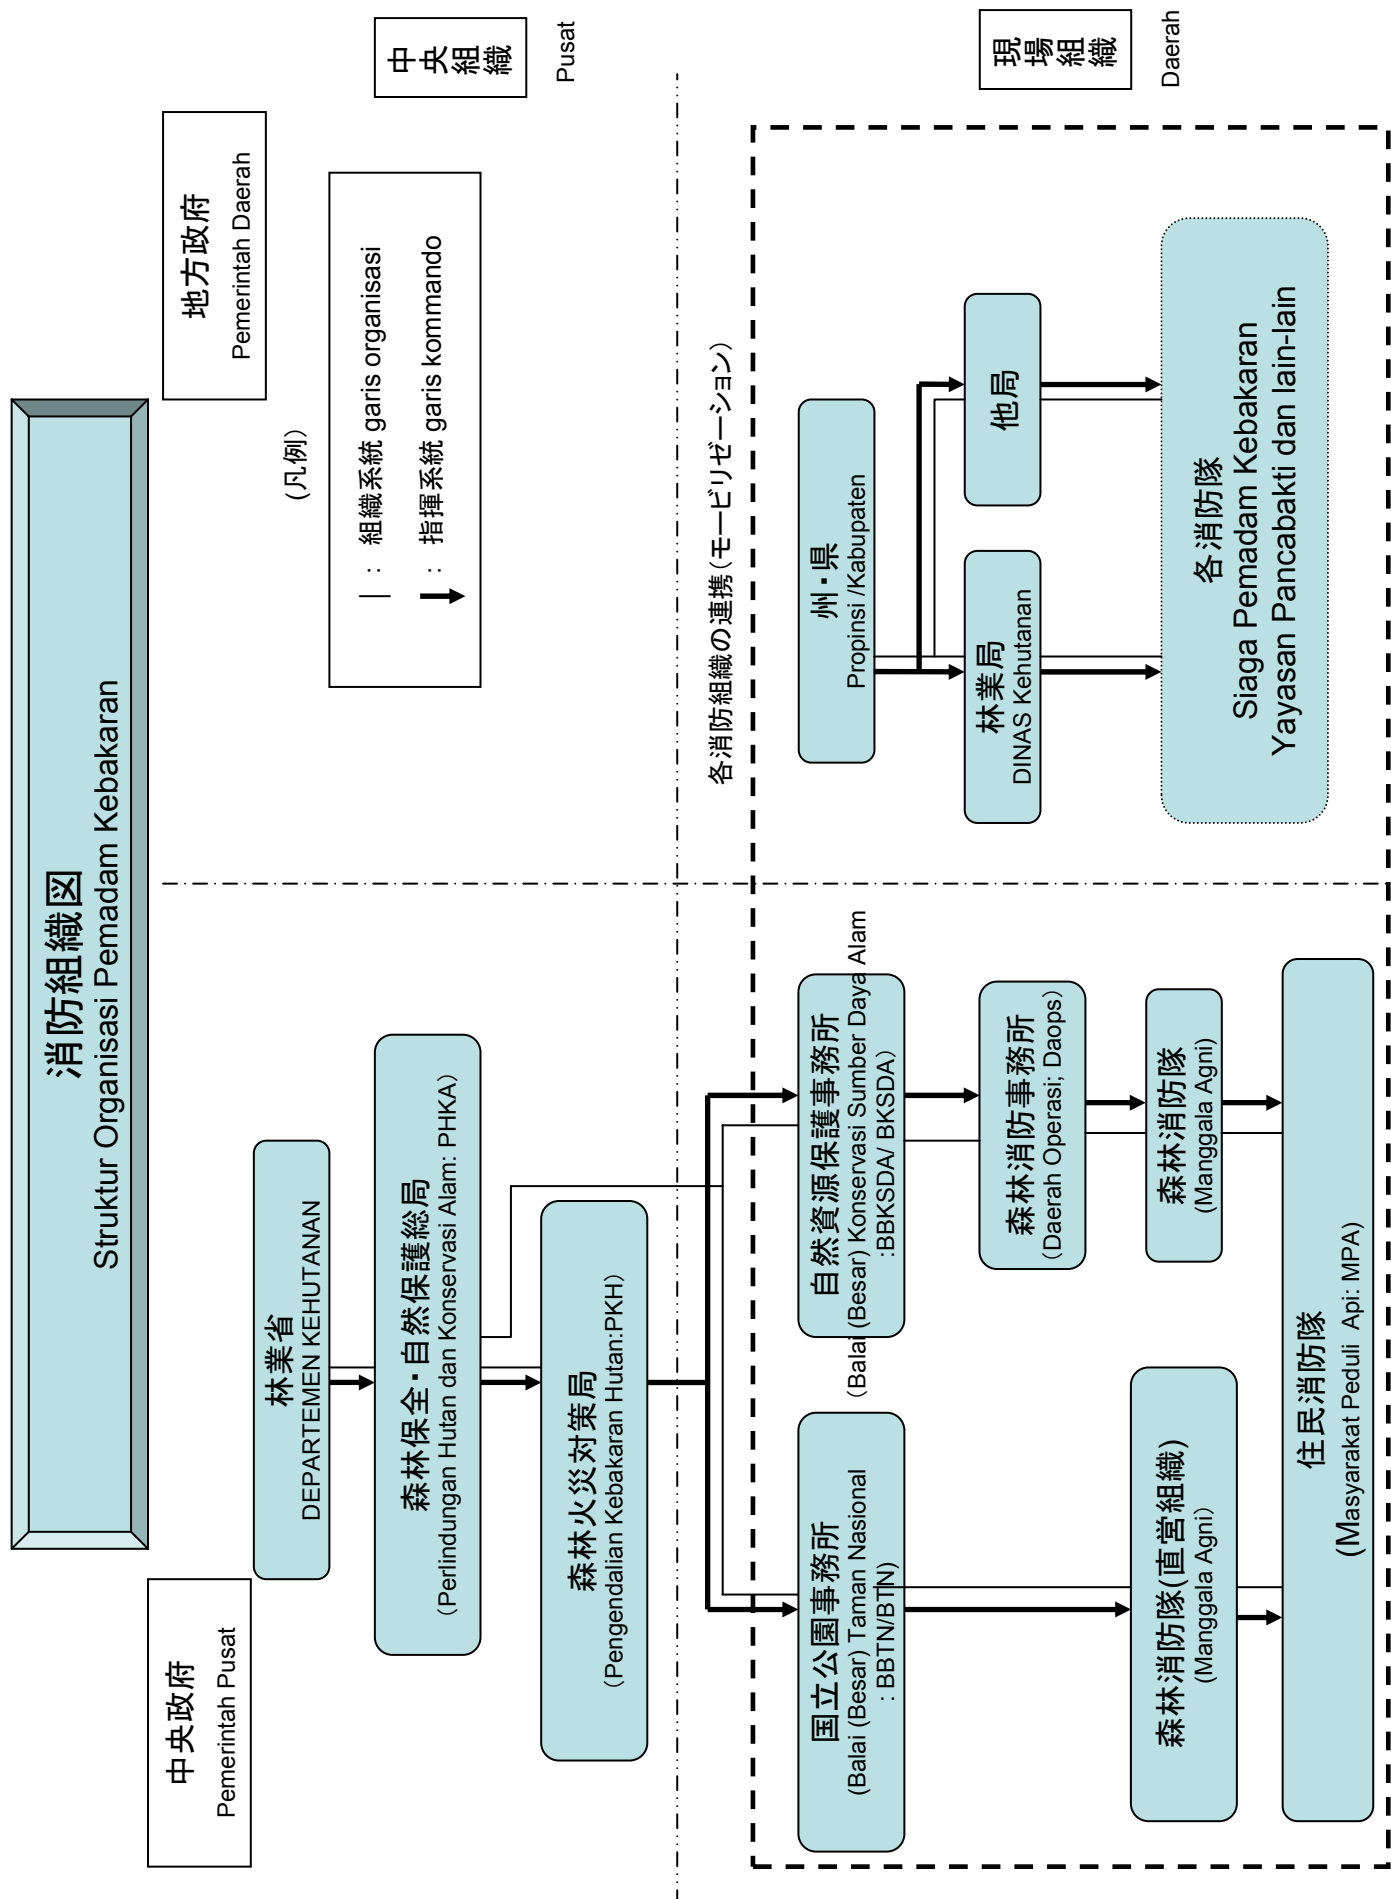 消防組織図
Struktur Organisasi Pemadam Kebakaran
中央政府
Pemerintah Pusat
地方政府
Pemerintah Daerah
中央
組織
Pusat
(凡例)
： 組織系統 garis organisasi
： 指揮系統 garis kommando
林業省
DEPARTEMEN KEHUTANAN
森林保全・自然保護総局
（Perlindungan Hutan dan Konservasi Alam: PHKA)
森林火災対策局
（Pengendalian Kebakaran Hutan:PKH）
各消防組織の連携（モービリゼーション）
現場
組織
Daerah
国立公園事務所
(Balai (Besar) Taman Nasional
: BBTN/BTN)
自然資源保護事務所
（Balai (Besar) Konservasi Sumber Daya Alam
:BBKSDA/ BKSDA）
州・県
Propinsi /Kabupaten
林業局
DINAS Kehutanan
他局
森林消防事務所
（Daerah Operasi; Daops）
森林消防隊(直営組織)
(Manggala Agni）
森林消防隊
(Manggala Agni)
各消防隊
Siaga Pemadam Kebakaran
Yayasan Pancabakti dan lain-lain
住民消防隊
(Masyarakat Peduli Api: MPA)